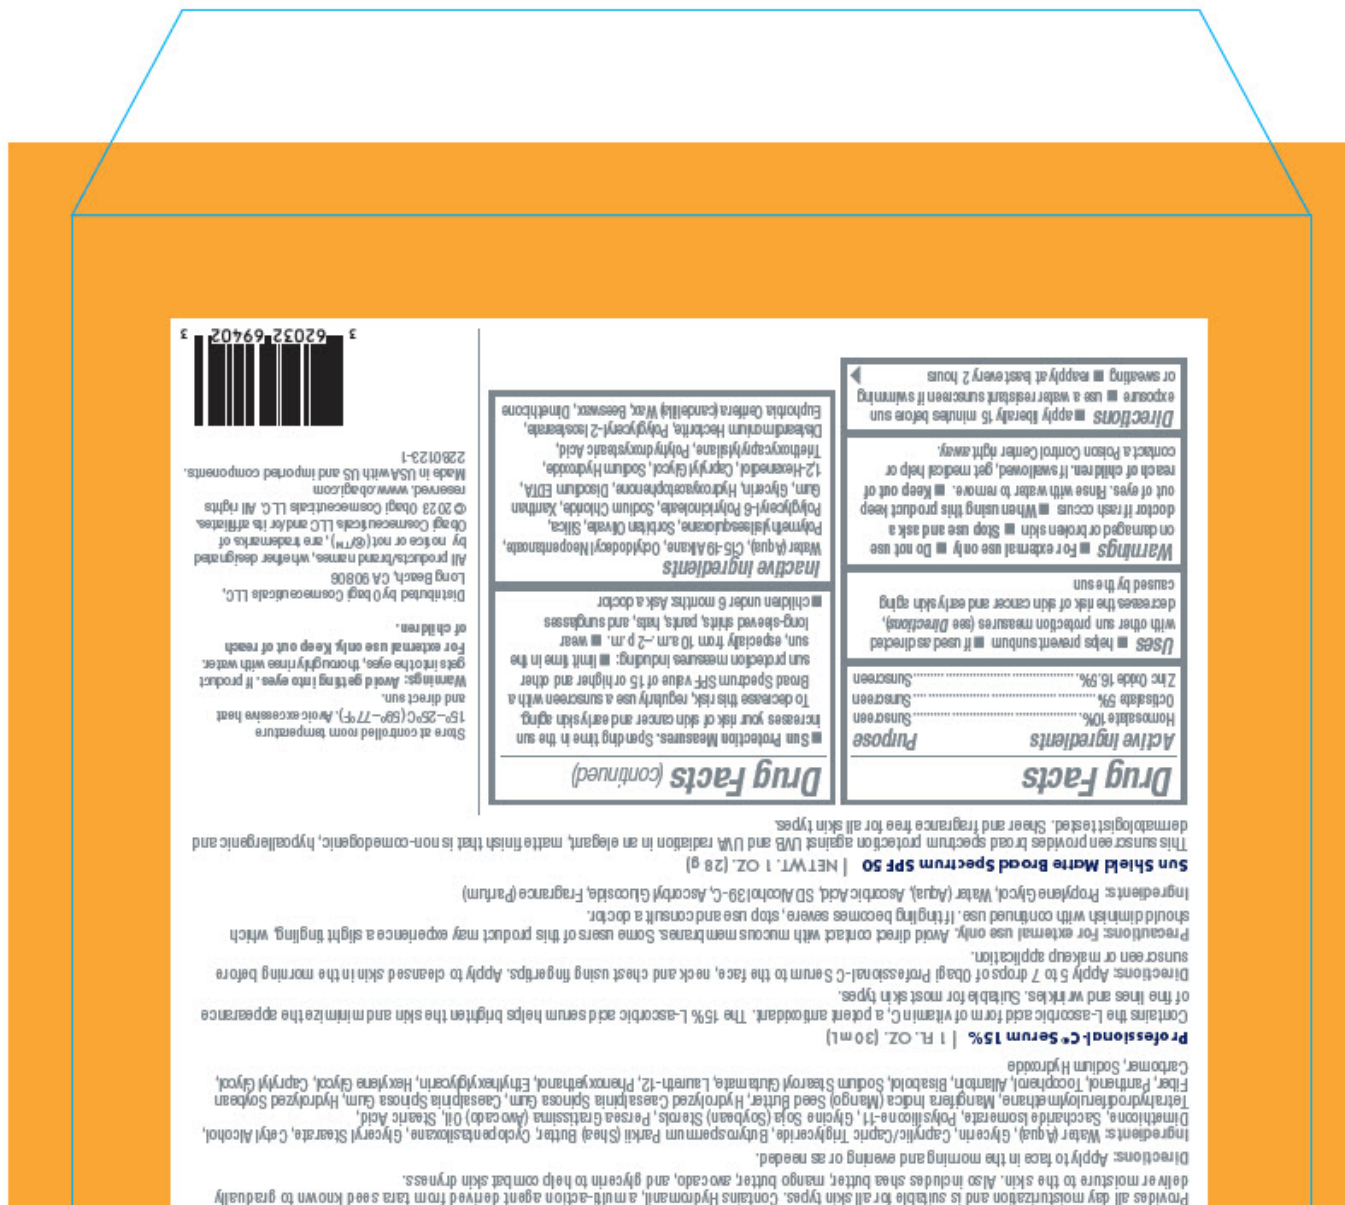 Provides all day moisturization and is suitable for all skin types. Contains Hydromanil, a multi-action agent derived from tara seed known to gradually
deliver moisture to the skin. Also includes shea butter, mango butter, avocado, and glycerin to help combat skin dryness.
Directions: Apply to face in the morning and evening or as needed.
Ingredients: Water (Aqua), Glycerin, Caprylic/Capric Triglyceride, Butyrospermum Parkii (Shea) Butter, Cyclopentasiloxane, Glyceryl Stearate, Cetyl Alcohol,
Dimethicone, Saccharide Isomerate, Polysilicone-11, Glycine Soja (Soybean) Sterols, Persea Gratissima (Avocado) Oil, Stearic Acid,
Tetrahydrodiferuloylmethane, Mangifera Indica (Mango) Seed Butter, Hydrolyzed Caesalpinia Spinosa Gum, Caesalpinia Spinosa Gum, Hydrolyzed Soybean
Fiber, Panthenol, Tocopherol, Allantoin, Bisabolol, Sodium Stearoyl Glutamate, Laureth-12, Phenoxyethanol, Ethylhexylglycerin, Hexylene Glycol, Caprylyl Glycol,
Carbomer, Sodium Hydroxide
Professional-C® Serum 15% | 1 FL. OZ. (30 mL)
Contains the L-ascorbic acid form of vitamin C, a potent antioxidant. The 15% L-ascorbic acid serum helps brighten the skin and minimize the appearance
of fine lines and wrinkles. Suitable for most skin types.
Directions: Apply 5 to 7 drops of Obagi Professional-C Serum to the face, neck and chest using fingertips. Apply to cleansed skin in the morning before
sunscreen or makeup application.
Precautions: For external use only. Avoid direct contact with mucous membranes. Some users of this product may experience a slight tingling, which
should diminish with continued use. If tingling becomes severe, stop use and consult a doctor.
Ingredients: Propylene Glycol, Water (Aqua), Ascorbic Acid, SD Alcohol 39-C, Ascorbyl Glucoside, Fragrance (Parfum)
Sun Shield Matte Broad Spectrum SPF 50 | NET WT. 1 OZ. (28 g)
This sunscreen provides broad spectrum protection against UVB and UVA radiation in an elegant, matte finish that is non-comedogenic, hypoallergenic and
dermatologist tested. Sheer and fragrance free for all skin types.
Drug Facts
Active Ingredients Purpose
Homosalate 10%..........Sunscreen
Octisalate 5%..........Sunscreen
Zinc Oxide 16.5%..........Sunscreen
Uses ■ helps prevent sunburn ■ if used as directed
with other sun protection measures (see Directions),
decreases the risk of skin cancer and early skin aging
caused by the sun
Warnings ■ For external use only ■ Do not use
on damaged or broken skin ■ Stop use and ask a
doctor if rash occurs ■ When using this product keep
out of eyes. Rinse with water to remove. ■ Keep out of
reach of children. If swallowed, get medical help or
contact a Poison Control Center right away.
Directions ■ apply liberally 15 minutes before sun
exposure ■ use a water resistant sunscreen if swimming
or sweating ■ reapply at least every 2 hours
Drug Facts (continued)
■ Sun Protection Measures. Spending time in the sun
increases your risk of skin cancer and early skin aging.
To decrease this risk, regularly use a sunscreen with a
Broad Spectrum SPF value of 15 or higher and other
sun protection measures including: ■ limit time in the
sun, especially from 10 a.m.–2 p.m. ■ wear
long-sleeved shirts, pants, hats, and sunglasses
■ children under 6 months: Ask a doctor
Inactive Ingredients
Water (Aqua), C15-19 Alkane, Octyldodecyl Neopentanoate,
Polymethylsilsesquioxane, Sorbitan Olivate, Silica,
Polyglyceryl-6 Polyricinoleate, Sodium Chloride, Xanthan
Gum, Glycerin, Hydroxyacetophenone, Disodium EDTA,
1,2-Hexanediol, Caprylyl Glycol, Sodium Hydroxide,
Triethoxycaprylylsilane, Polyhydroxystearic Acid,
Disteardimonium Hectorite, Polyglyceryl-2 Isostearate,
Euphorbia Cerifera (candelilla) Wax, Beeswax, Dimethicone
Store at controlled room temperature
15º–25ºC (59º–77ºF). Avoid excessive heat
and direct sun.
Warnings: Avoid getting into eyes. If product
gets into the eyes, thoroughly rinse with water.
For external use only. Keep out of reach
of children.
Distributed by Obagi Cosmeceuticals LLC,
Long Beach, CA 90806
All products/brand names, whether designated
by notice or not (®/™), are trademarks of
Obagi Cosmeceuticals LLC and/or its affiliates.
© 2023 Obagi Cosmeceuticals LLC. All rights
reserved. www.obagi.com
Made in USA with US and imported components.
2280123-1
3 62032 69402 3